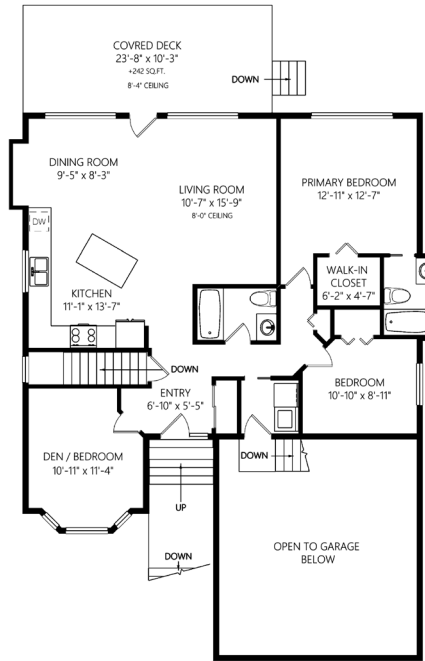 COVRED DECK
23'-8" x 10'-3"
+242 SQ.FT.
8'-4" CEILING
DOWN
DINING ROOM
9'-5" x 8'-3"
LIVING ROOM
10'-7" x 15'-9"
8'-0" CEILING
PRIMARY BEDROOM
12'-11" x 12'-7"
DW
WALK-IN
CLOSET
6'-2" x 4'-7"
KITCHEN
11'-1" x 13'-7"
DOWN
BEDROOM
10'-10" x 8'-11"
ENTRY
6'-10" x 5'-5"
DEN / BEDROOM
10'-11" x 11'-4"
DOWN
UP
OPEN TO GARAGE
BELOW
DOWN